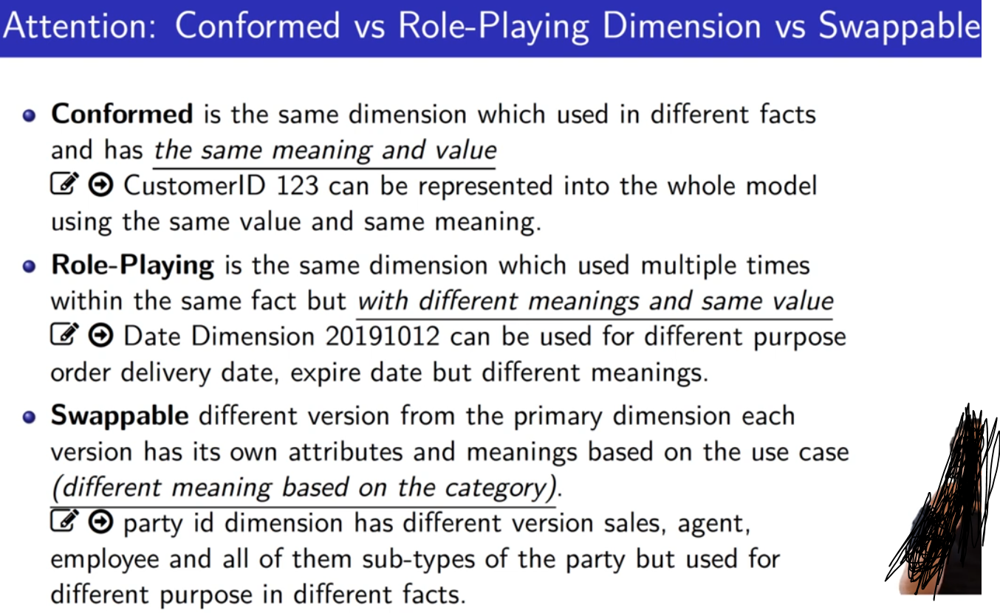 Attention: Conformed vs Role-Playing Dimension vs Swappable
Conformed is the same dimension which used in different facts
and has the same meaning and value
CustomerID 123 can be represented into the whole model
using the same value and same meaning.
Role-Playing is the same dimension which used multiple times
within the same fact but with different meanings and same value
Date Dimension 20191012 can be used for different purpose
order delivery date, expire date but different meanings.
Swappable different version from the primary dimension each
version has its own attributes and meanings based on the use case
(different meaning based on the category).
party id dimension has different version sales, agent,
employee and all of them sub-types of the party but used for
different purpose in different facts.